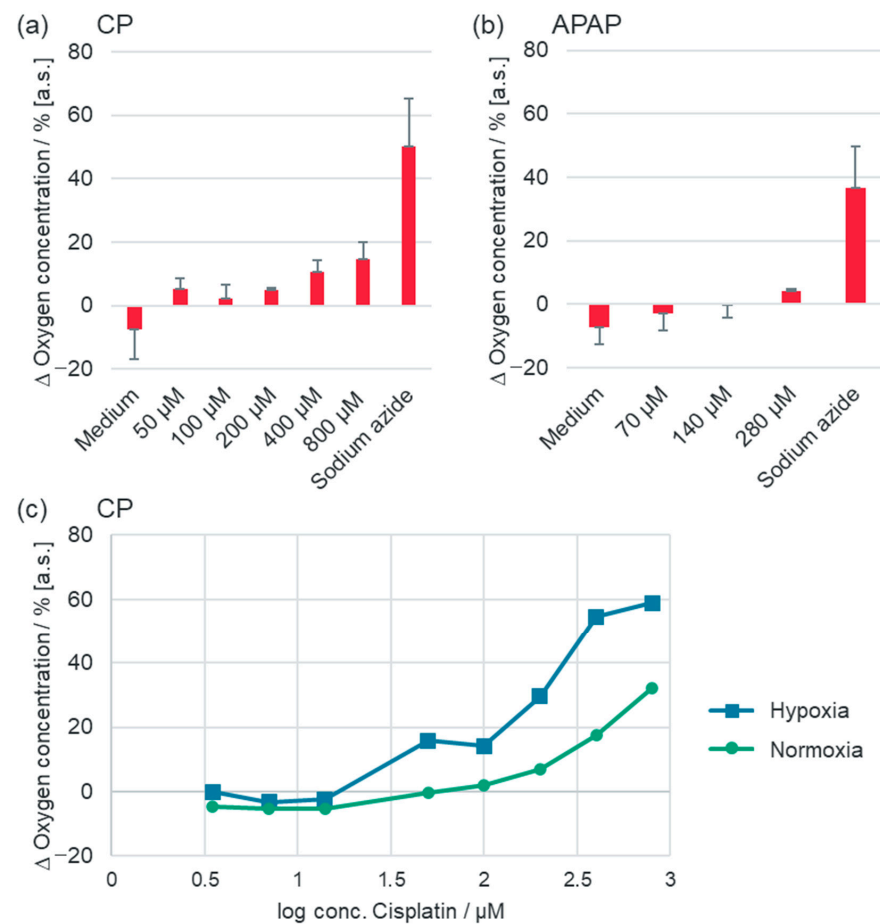 (a) CP
Δ Oxygen concentration / % [a.s.]
80
60
40
20
0
−20
Medium
50 µM
100 µM
200 µM
400 µM
800 µM
Sodium azide
(b) APAP
Δ Oxygen concentration / % [a.s.]
80
60
40
20
0
−20
Medium
70 µM
140 µM
280 µM
Sodium azide
(c) CP
Δ Oxygen concentration / % [a.s.]
80
60
40
20
0
−20
0 0.5 1 1.5 2 2.5 3
log conc. Cisplatin / µM
Hypoxia
Normoxia